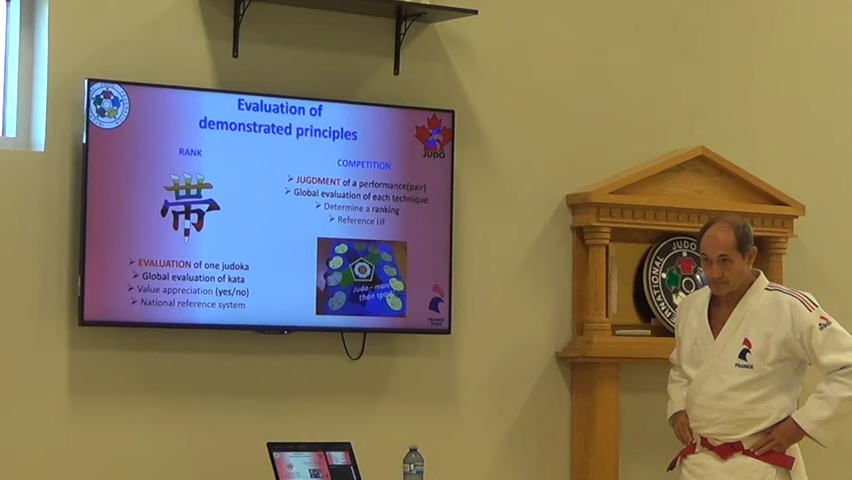 Evaluation of
demonstrated principles
JUDO
RANK
COMPETITION
➢ JUGDMENT of a performance(pair)
➢ Global evaluation of each technique
➢ Determine a ranking
➢ Reference IJF
帯
➢ EVALUATION of one judoka
➢ Global evaluation of kata
➢ Value appreciation (yes/no)
➢ National reference system
Judo – more
than sport
FRANCE
JUDO
INTERNATIONAL
FRANCE